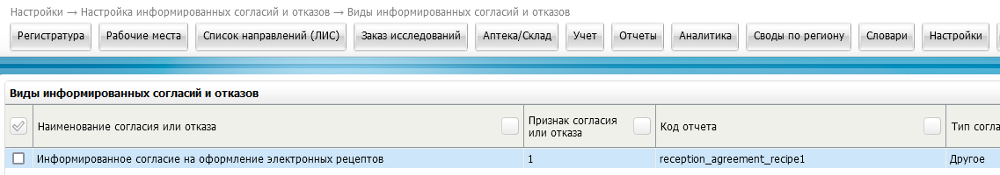 Настройки → Настройка информированных согласий и отказов → Виды информированных согласий и отказов
Регистратура Рабочие места Список направлений (ЛИС) Заказ исследований Аптека/Склад Учет Отчеты Аналитика Своды по региону Словари Настройки
Виды информированных согласий и отказов
Наименование согласия или отказа
Признак согласия
или отказа
Код отчета
Тип согла
Информированное согласие на оформление электронных рецептов 1 reception_agreement_recipe1 Другое